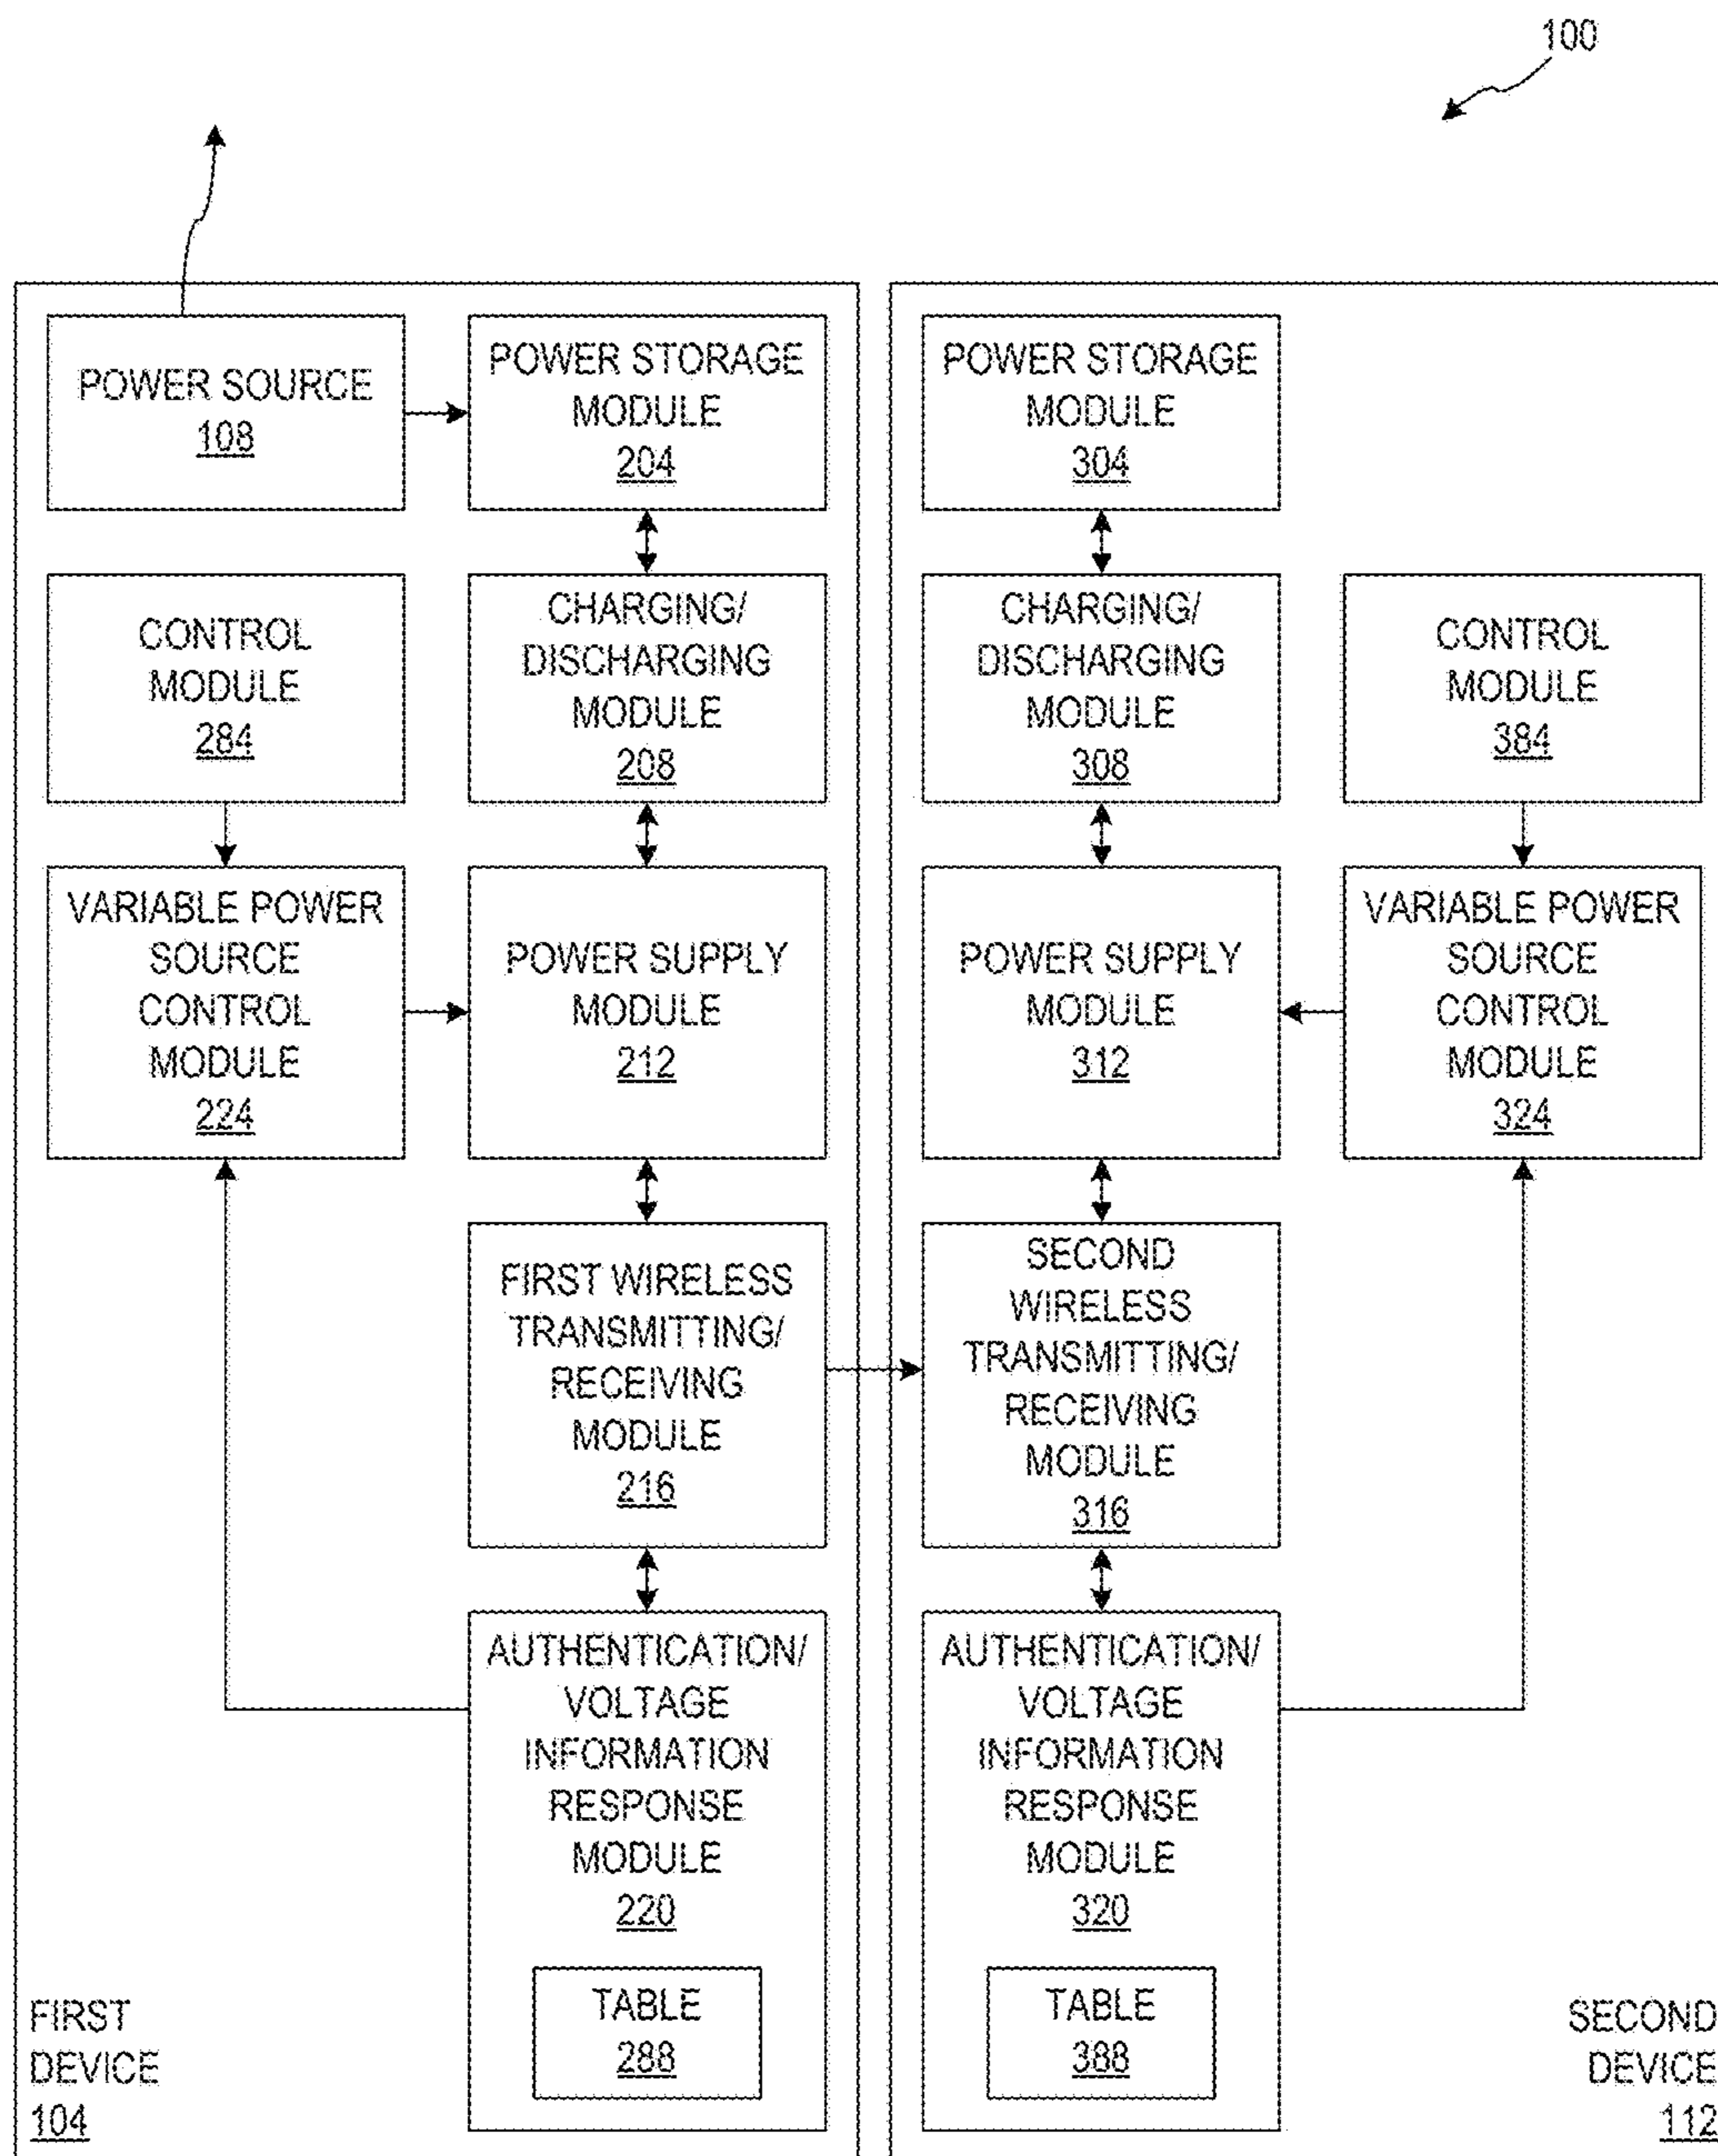 100
POWER SOURCE
108
POWER STORAGE
MODULE
204
CONTROL
MODULE
284
CHARGING/
DISCHARGING
MODULE
208
VARIABLE POWER
SOURCE
CONTROL
MODULE
224
POWER SUPPLY
MODULE
212
FIRST WIRELESS
TRANSMITTING/
RECEIVING
MODULE
216
AUTHENTICATION/
VOLTAGE
INFORMATION
RESPONSE
MODULE
220
TABLE
288
FIRST
DEVICE
104
POWER STORAGE
MODULE
304
CHARGING/
DISCHARGING
MODULE
308
CONTROL
MODULE
384
POWER SUPPLY
MODULE
312
VARIABLE POWER
SOURCE
CONTROL
MODULE
324
SECOND
WIRELESS
TRANSMITTING/
RECEIVING
MODULE
316
AUTHENTICATION/
VOLTAGE
INFORMATION
RESPONSE
MODULE
320
TABLE
388
SECOND
DEVICE
112